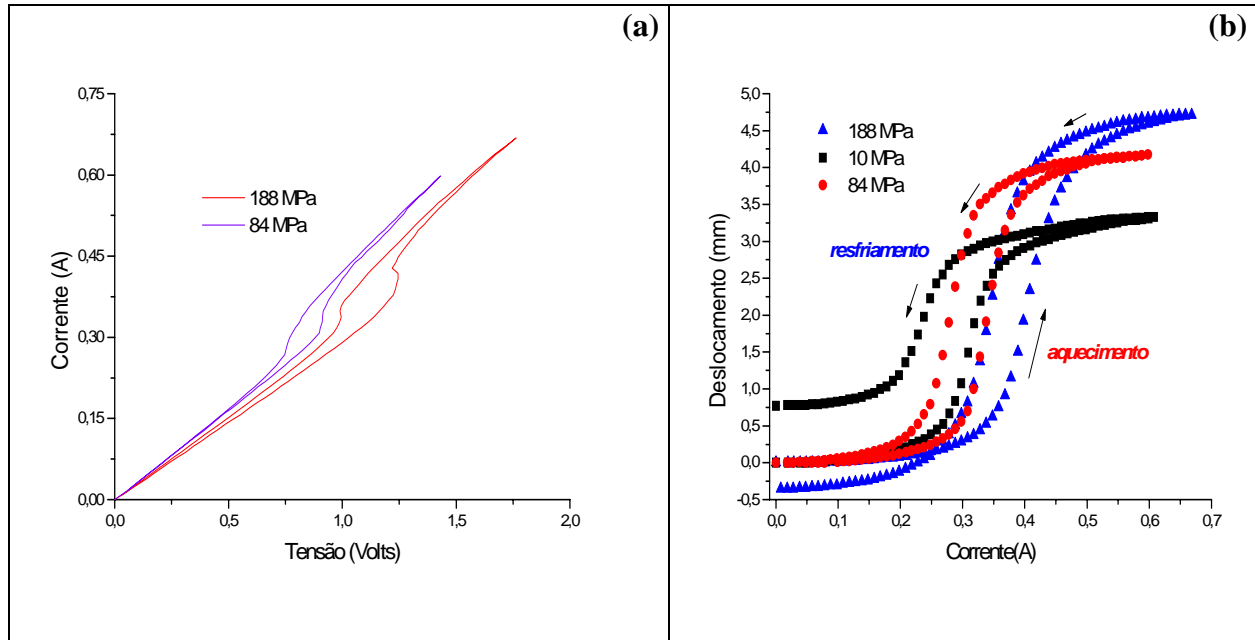 (a)
0,75
0,60
0,45
0,30
0,15
0,00
Corrente (A)
188 MPa
84 MPa
0,0
0,5
1,0
1,5
2,0
Tensão (Volts)
(b)
5,0
4,5
4,0
3,5
3,0
2,5
2,0
1,5
1,0
0,5
0,0
-0,5
Deslocamento (mm)
188 MPa
10 MPa
84 MPa
resfriamento
aquecimento
0,0
0,1
0,2
0,3
0,4
0,5
0,6
0,7
Corrente(A)